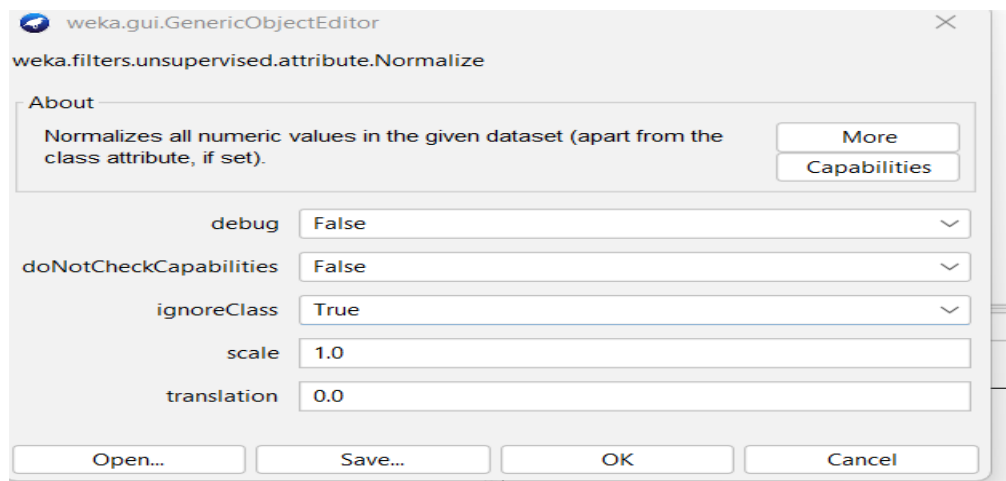 weka.gui.GenericObjectEditor
weka.filters.unsupervised.attribute.Normalize
About
Normalizes all numeric values in the given dataset (apart from the
class attribute, if set).
More
Capabilities
debug False
doNotCheckCapabilities False
ignoreClass True
scale 1.0
translation 0.0
Open... Save... OK Cancel